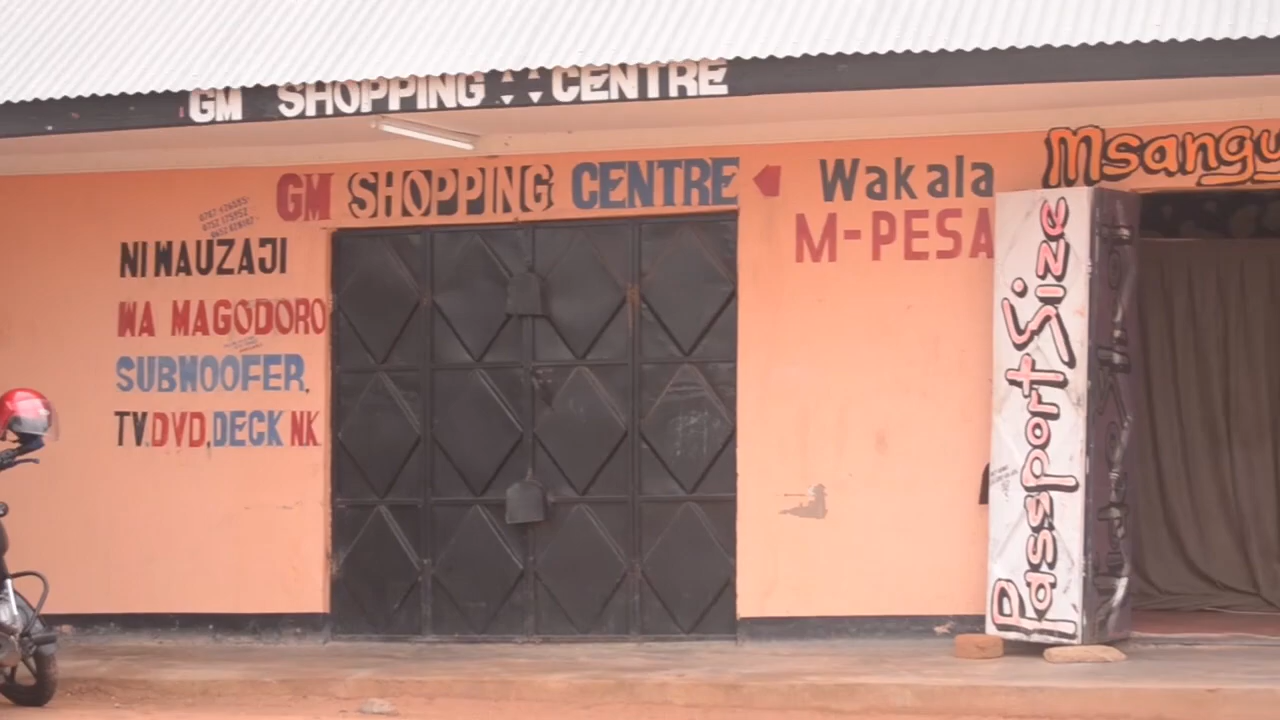 GM SHOPPING CENTRE
GM SHOPPING CENTRE
Wakala
M-PESA
NI WAUZAJI
WA MAGODORO
SUBWOOFER,
TV,DVD,DECK NK
Msangu
Passport Size